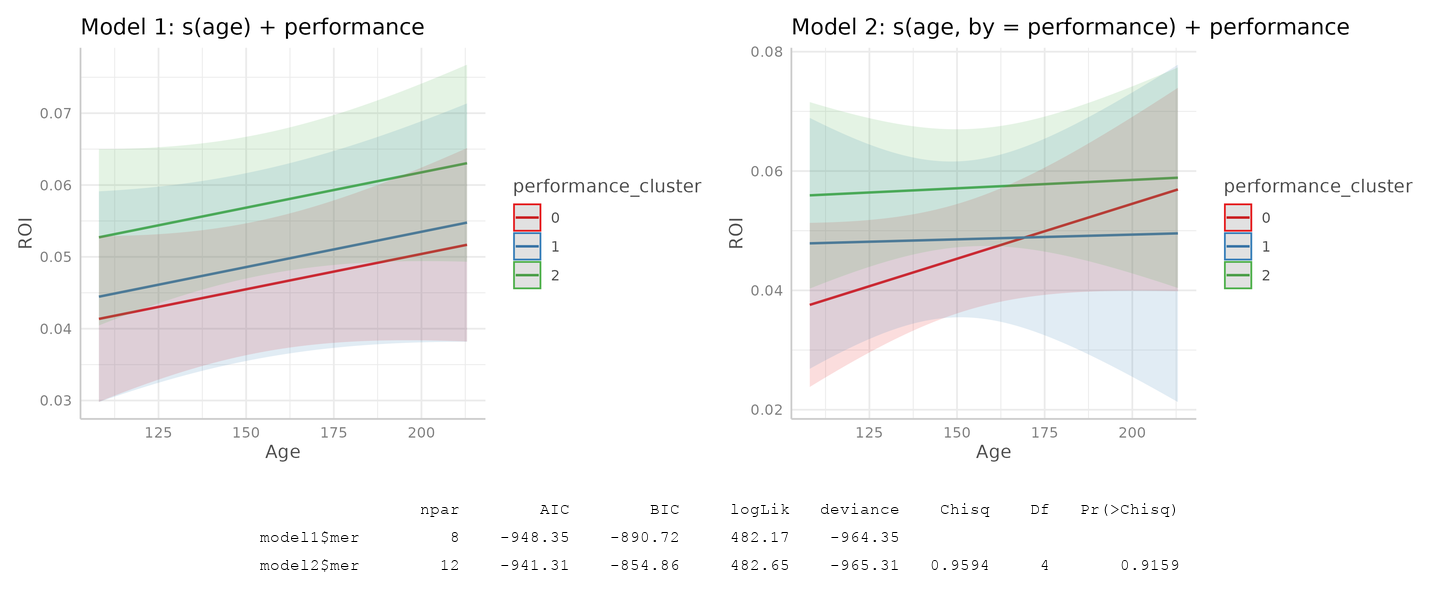 Model 1: s(age) + performance
0.07
0.06
0.05
0.04
0.03
ROI
125 150 175 200
Age
performance_cluster
0
1
2
Model 2: s(age, by = performance) + performance
0.08
0.06
0.04
0.02
ROI
125 150 175 200
Age
performance_cluster
0
1
2
npar AIC BIC logLik deviance Chisq Df Pr(>Chisq)
model1$mer 8 -948.35 -890.72 482.17 -964.35
model2$mer 12 -941.31 -854.86 482.65 -965.31 0.9594 4 0.9159